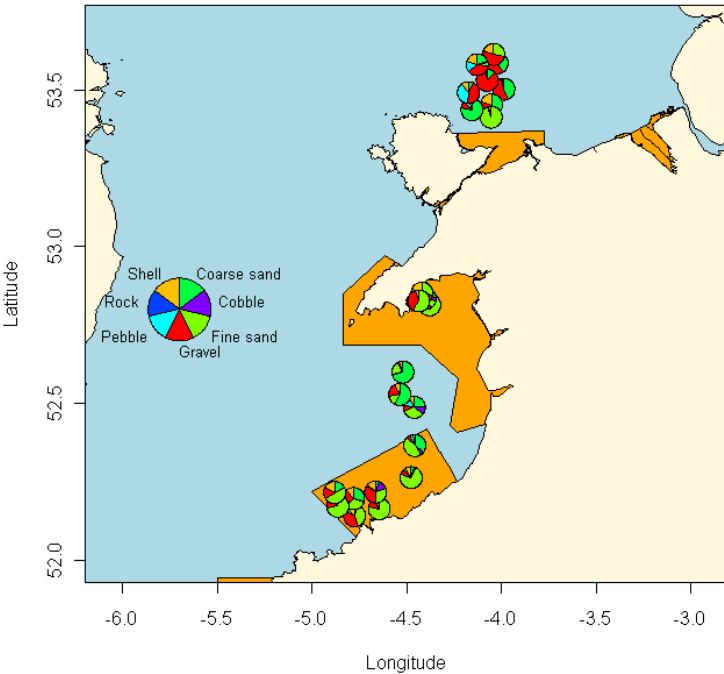 53.5
53.0
52.5
52.0
Latitude
Shell
Coarse sand
Rock
Cobble
Pebble
Fine sand
Gravel
-6.0 -5.5 -5.0 -4.5 -4.0 -3.5 -3.0
Longitude